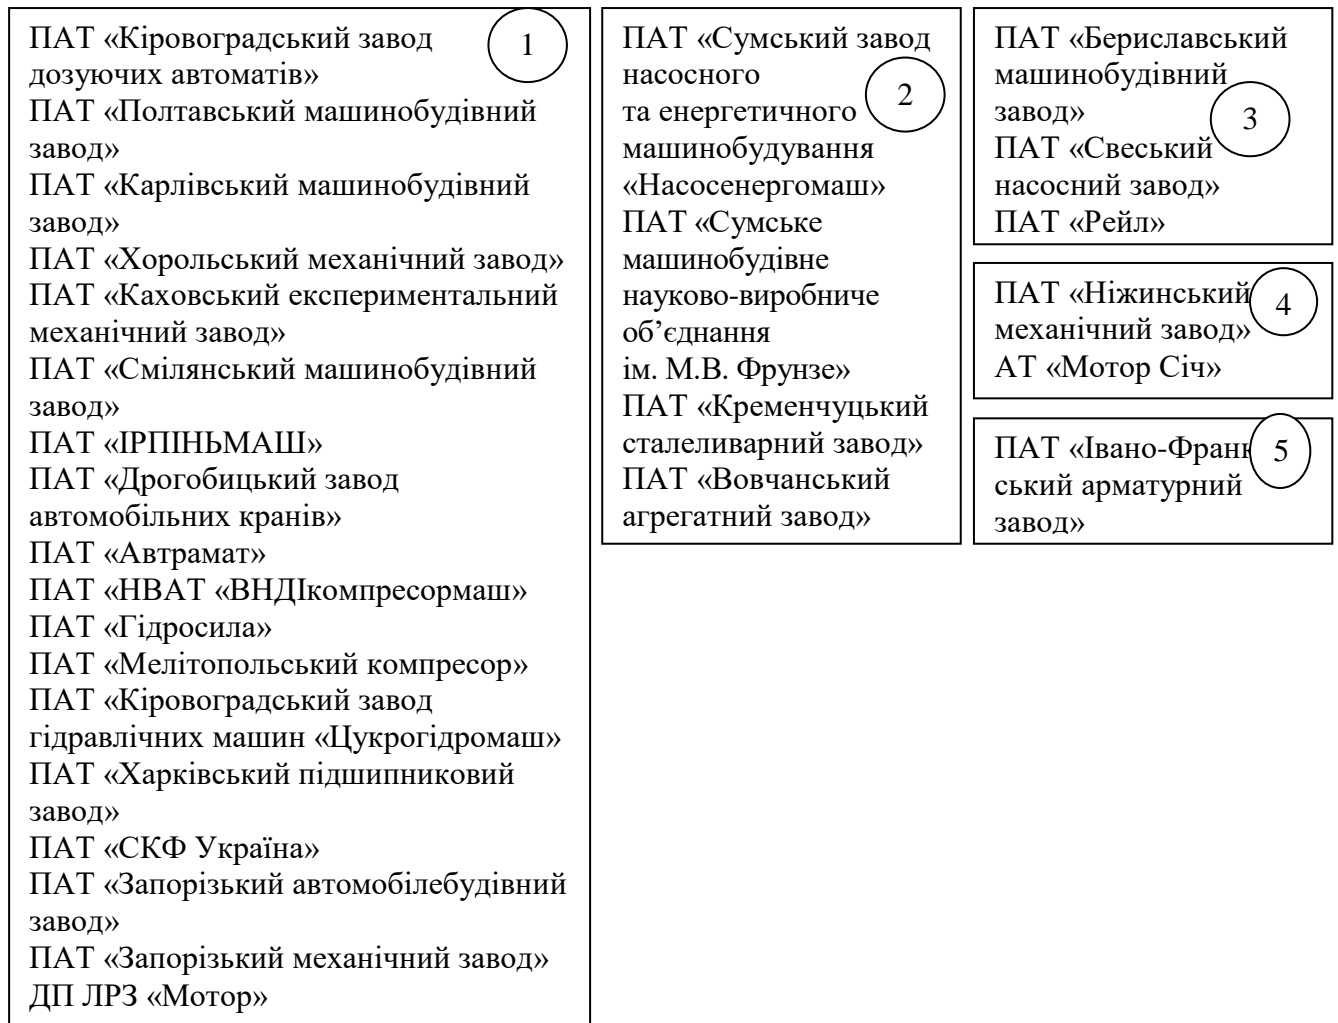 ПАТ «Кіровоградський завод
дозуючих автоматів»
ПАТ «Полтавський машинобудівний
завод»
ПАТ «Карлівський машинобудівний
завод»
ПАТ «Хорольський механічний завод»
ПАТ «Каховський експериментальний
механічний завод»
ПАТ «Смілянський машинобудівний
завод»
ПАТ «ІРПІНЬМАШ»
ПАТ «Дрогобицький завод
автомобільних кранів»
ПАТ «Автрамат»
ПАТ «НВАТ «ВНДІкомпресормаш»
ПАТ «Гідросила»
ПАТ «Мелітопольський компресор»
ПАТ «Кіровоградський завод
гідравлічних машин «Цукрогідромаш»
ПАТ «Харківський підшипниковий
завод»
ПАТ «СКФ Україна»
ПАТ «Запорізький автомобілебудівний
завод»
ПАТ «Запорізький механічний завод»
ДП ЛРЗ «Мотор»
1
ПАТ «Сумський завод
насосного
та енергетичного
машинобудування
«Насосенергомаш»
ПАТ «Сумське
машинобудівне
науково-виробниче
об’єднання
ім. М.В. Фрунзе»
ПАТ «Кременчуцький
сталеливарний завод»
ПАТ «Вовчанський
агрегатний завод»
2
ПАТ «Бериславський
машинобудівний
завод»
ПАТ «Свеський
насосний завод»
ПАТ «Рейл»
3
ПАТ «Ніжинський
механічний завод»
АТ «Мотор Січ»
4
ПАТ «Івано-Франк
ський арматурний
завод»
5